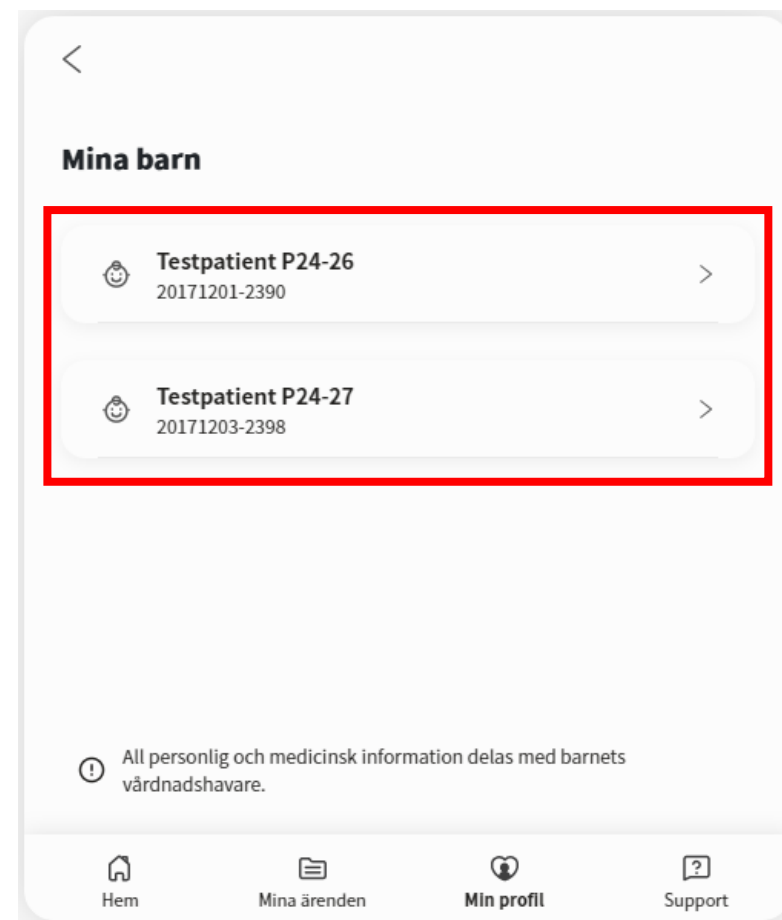 Mina barn
Testpatient P24-26
20171201-2390
Testpatient P24-27
20171203-2398
All personlig och medicinsk information delas med barnets
vårdnadshavare.
Hem
Mina ärenden
Min profil
Support